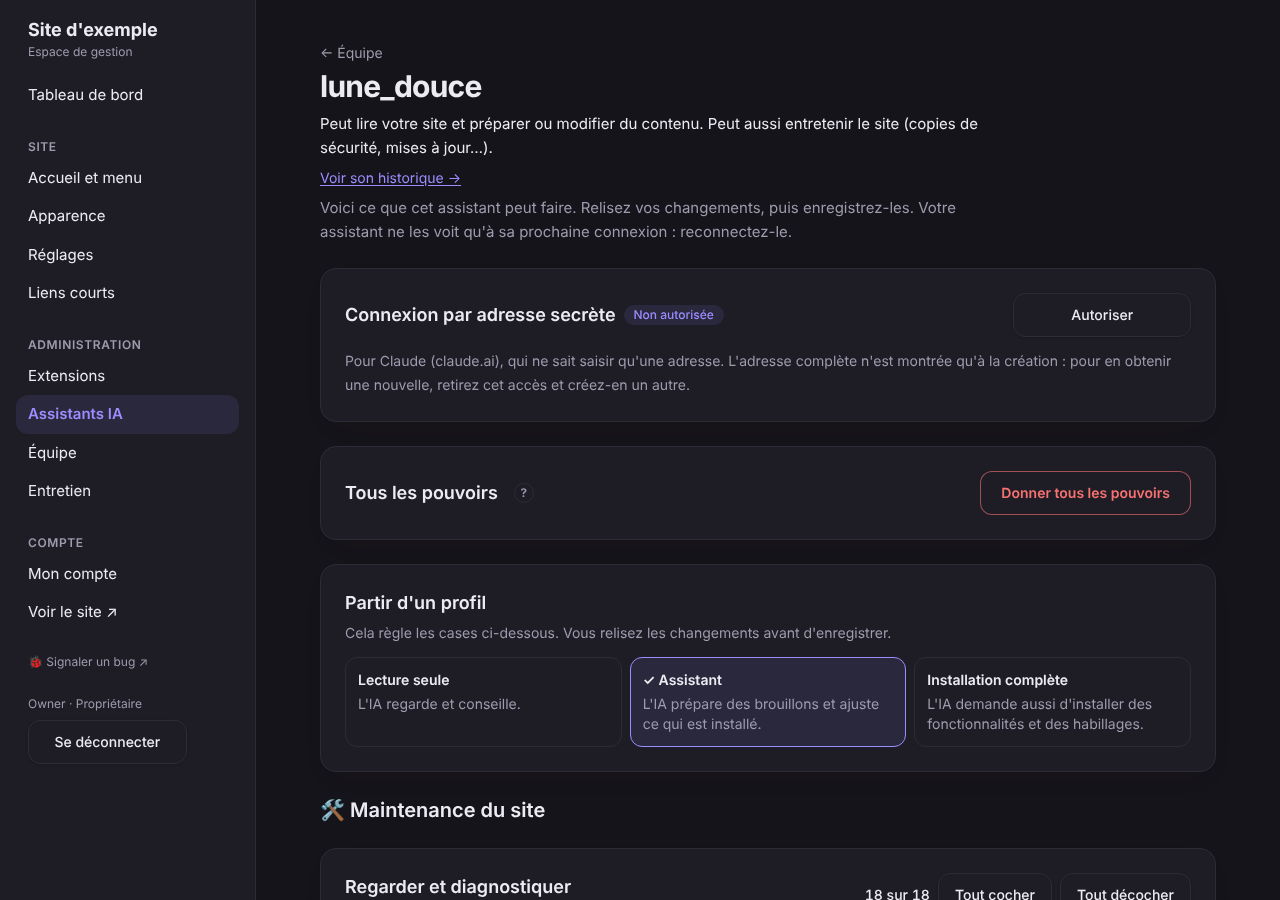 Site d'exemple
Espace de gestion
Tableau de bord
SITE
Accueil et menu
Apparence
Réglages
Liens courts
ADMINISTRATION
Extensions
Assistants IA
Équipe
Entretien
COMPTE
Mon compte
Voir le site ↗
🐞 Signaler un bug ↗
Owner · Propriétaire
Se déconnecter
← Équipe
lune_douce
Peut lire votre site et préparer ou modifier du contenu. Peut aussi entretenir le site (copies de
sécurité, mises à jour…).
Voir son historique →
Voici ce que cet assistant peut faire. Relisez vos changements, puis enregistrez-les. Votre
assistant ne les voit qu'à sa prochaine connexion : reconnectez-le.
Connexion par adresse secrète Non autorisée
Autoriser
Pour Claude (claude.ai), qui ne sait saisir qu'une adresse. L'adresse complète n'est montrée qu'à la création : pour en obtenir
une nouvelle, retirez cet accès et créez-en un autre.
Tous les pouvoirs ?
Donner tous les pouvoirs
Partir d'un profil
Cela règle les cases ci-dessous. Vous relisez les changements avant d'enregistrer.
Lecture seule
L'IA regarde et conseille.
✓ Assistant
L'IA prépare des brouillons et ajuste
ce qui est installé.
Installation complète
L'IA demande aussi d'installer des
fonctionnalités et des habillages.
🛠️ Maintenance du site
Regarder et diagnostiquer
18 sur 18
Tout cocher
Tout décocher